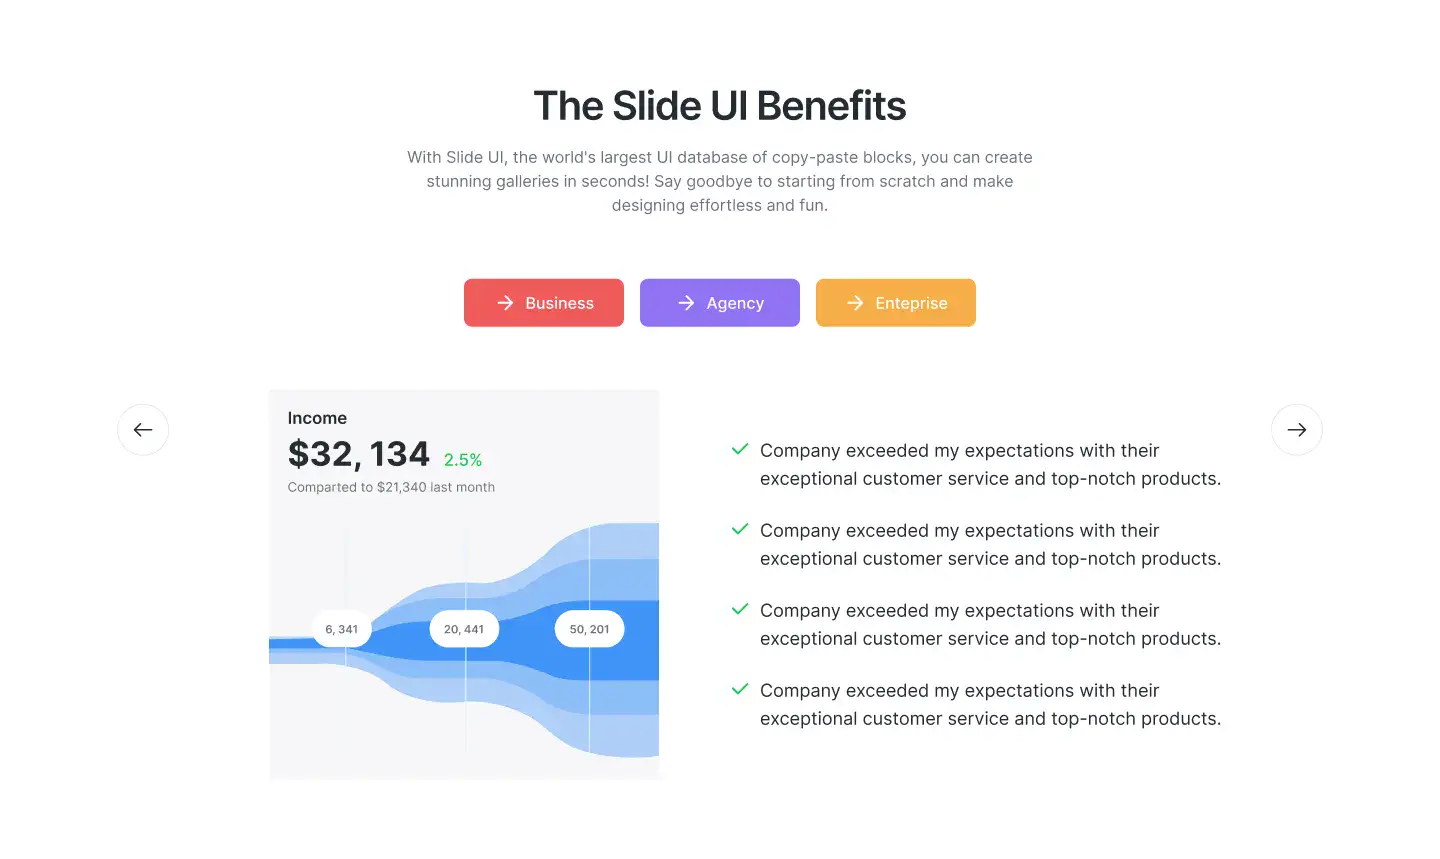 The Slide UI Benefits
With Slide UI, the world's largest UI database of copy-paste blocks, you can create
stunning galleries in seconds! Say goodbye to starting from scratch and make
designing effortless and fun.
Business
Agency
Enteprise
Income
$32, 134 2.5%
Comparted to $21,340 last month
6, 341
20, 441
50, 201
Company exceeded my expectations with their
exceptional customer service and top-notch products.
Company exceeded my expectations with their
exceptional customer service and top-notch products.
Company exceeded my expectations with their
exceptional customer service and top-notch products.
Company exceeded my expectations with their
exceptional customer service and top-notch products.